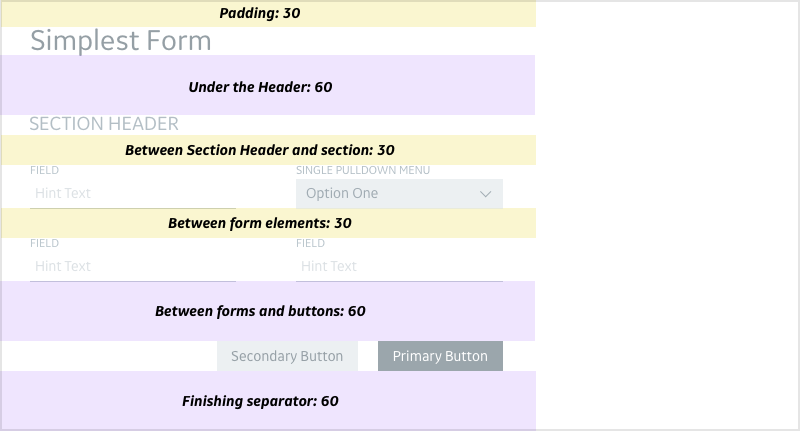 Padding: 30
Simplest Form
Under the Header: 60
SECTION HEADER
Between Section Header and section: 30
FIELD SINGLE PULLDOWN MENU
Hint Text Option One
Between form elements: 30
FIELD FIELD
Hint Text Hint Text
Between forms and buttons: 60
Secondary Button Primary Button
Finishing separator: 60